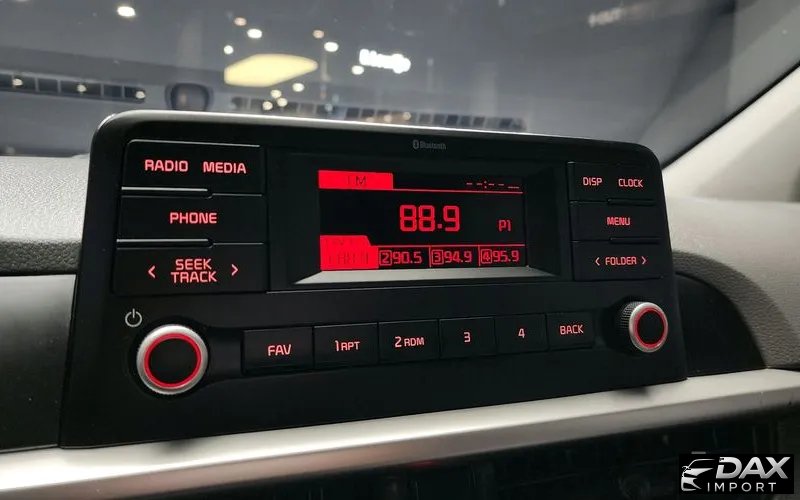 Bluetooth
RADIO MEDIA
DISP CLOCK
FM --:-- --
PHONE
88.9 P1
MENU
< SEEK TRACK >
2 90.5 3 94.9 4 95.9
< FOLDER >
FAV 1 RPT 2 RDM 3 4 BACK
DAX
IMPORT